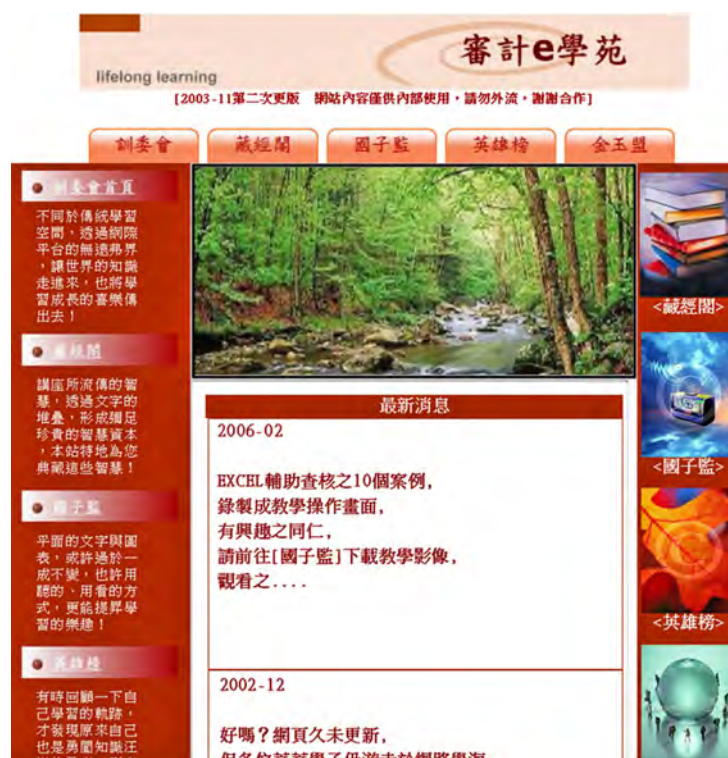 審計e學苑
lifelong learning
[2003-11第二次更版 網站內容僅供內部使用，請勿外流，謝謝合作]
訓委會 藏經閣 國子監 英雄榜 金玉盟
訓委會首頁
不同於傳統學習
空間，透過網際
平台的無遠弗界
，讓世界的知識
走進來，也將學
習成長的喜樂傳
出去！
藏經閣
講座所流傳的智
慧，透過文字的
堆疊，形成彌足
珍貴的智慧資本
，本站特地為您
典藏這些智慧！
國子監
平面的文字與圖
表，或許過於一
成不變，也許用
聽的、用看的方
式，更能提昇學
習的樂趣！
英雄榜
有時回顧一下自
己學習的軌跡，
才發現原來自己
也是勇闖知識汪
最新消息
2006-02
EXCEL輔助查核之10個案例，
錄製成教學操作畫面，
有興趣之同仁，
請前往[國子監]下載教學影像，
觀看之....
2002-12
好嗎？網頁久未更新，
<藏經閣>
<國子監>
<英雄榜>